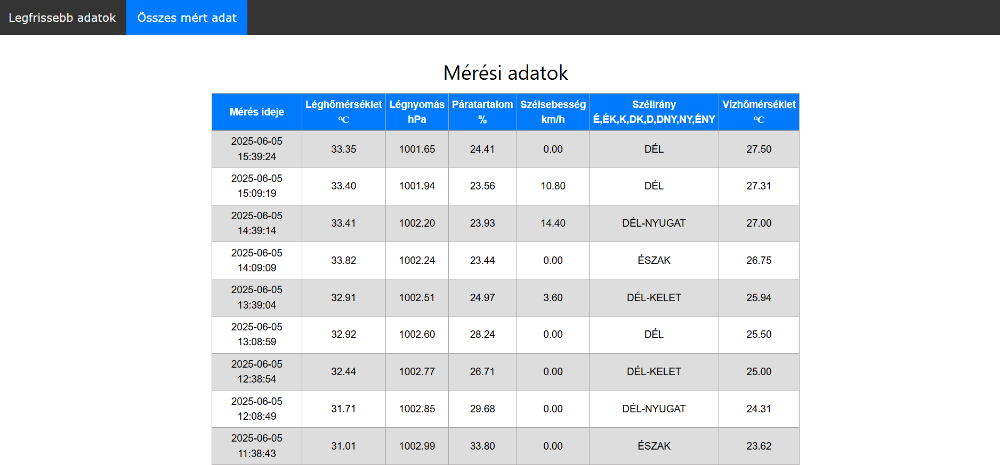 Legfrissebb adatok Összes mért adat
Mérési adatok
Mérés ideje Léghőmérséklet °C Légnyomás hPa Páratartalom % Szélsebesség km/h Szélirány É,ÉK,K,DK,D,DNY,NY,ÉNY Vízhőmérséklet °C
2025-06-05 15:39:24 33.35 1001.65 24.41 0.00 DÉL 27.50
2025-06-05 15:09:19 33.40 1001.94 23.56 10.80 DÉL 27.31
2025-06-05 14:39:14 33.41 1002.20 23.93 14.40 DÉL-NYUGAT 27.00
2025-06-05 14:09:09 33.82 1002.24 23.44 0.00 ÉSZAK 26.75
2025-06-05 13:39:04 32.91 1002.51 24.97 3.60 DÉL-KELET 25.94
2025-06-05 13:08:59 32.92 1002.60 28.24 0.00 DÉL 25.50
2025-06-05 12:38:54 32.44 1002.77 26.71 0.00 DÉL-KELET 25.00
2025-06-05 12:08:49 31.71 1002.85 29.68 0.00 DÉL-NYUGAT 24.31
2025-06-05 11:38:43 31.01 1002.99 33.80 0.00 ÉSZAK 23.62